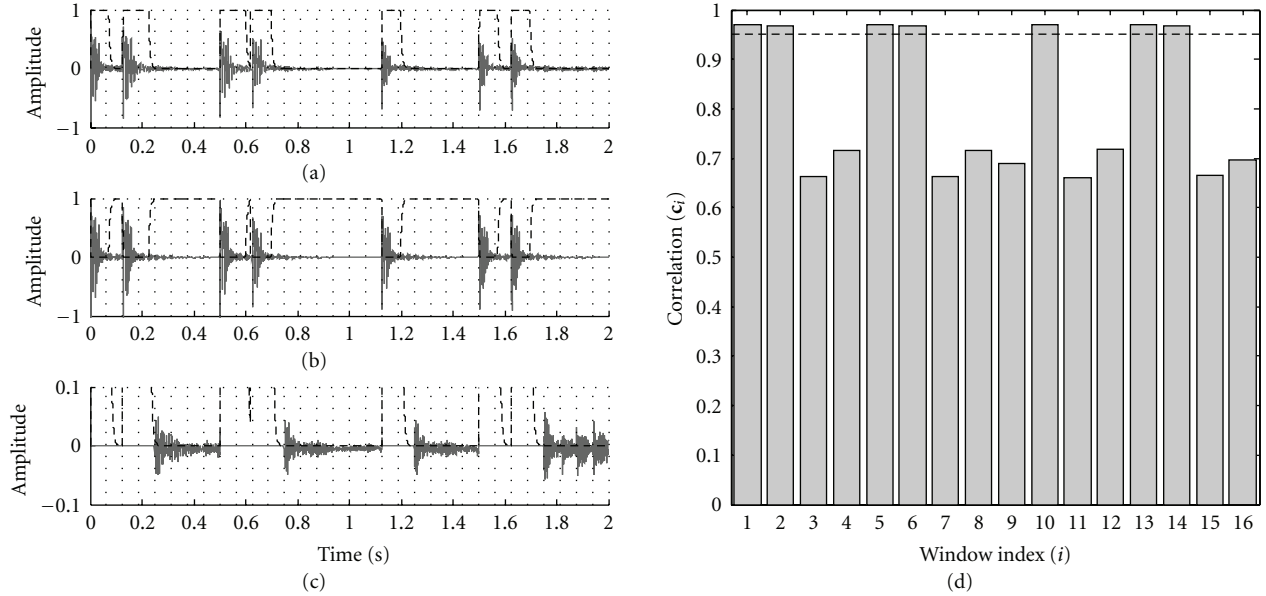 Amplitude
1
0
−1
0 0.2 0.4 0.6 0.8 1 1.2 1.4 1.6 1.8 2
(a)
Amplitude
1
0
−1
0 0.2 0.4 0.6 0.8 1 1.2 1.4 1.6 1.8 2
(b)
Amplitude
0.1
0
−0.1
0 0.2 0.4 0.6 0.8 1 1.2 1.4 1.6 1.8 2
Time (s)
(c)
Correlation (cᵢ)
1
0.9
0.8
0.7
0.6
0.5
0.4
0.3
0.2
0.1
0
1 2 3 4 5 6 7 8 9 10 11 12 13 14 15 16
Window index (i)
(d)